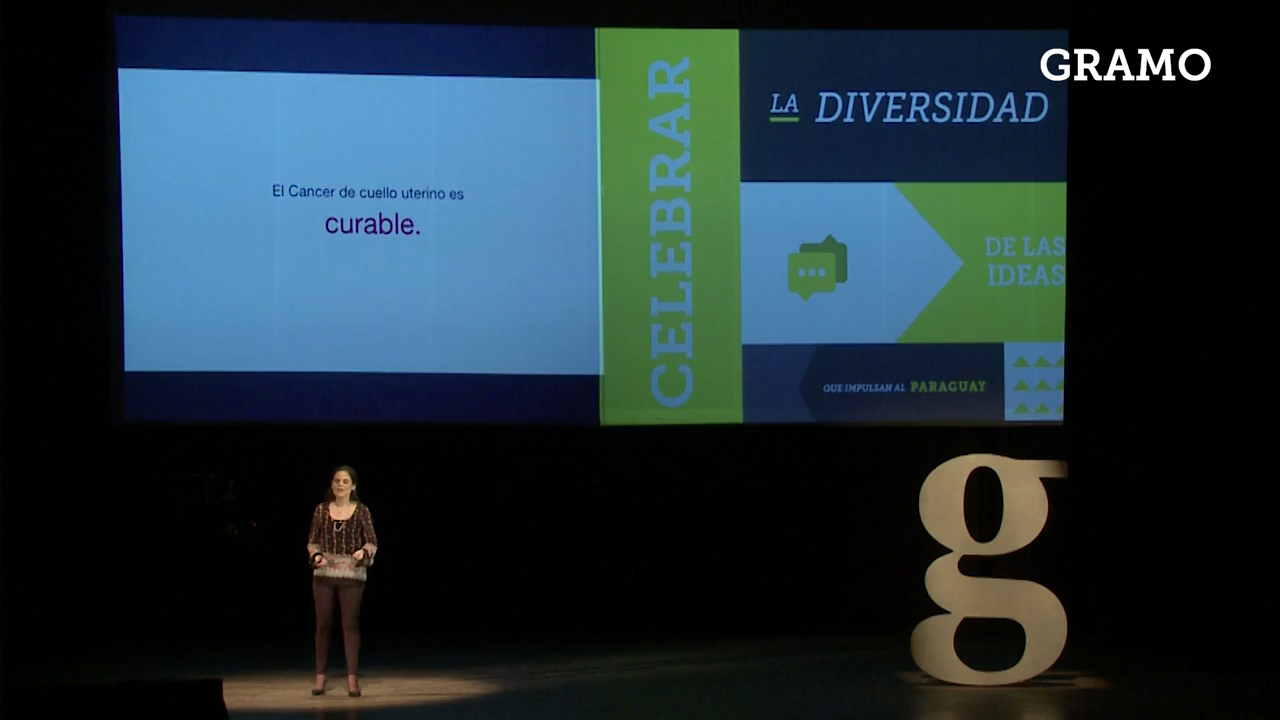 GRAMO
El Cancer de cuello uterino es
curable.
CELEBRAR
LA DIVERSIDAD
DE LAS
IDEAS
QUE IMPULSAN AL PARAGUAY
g